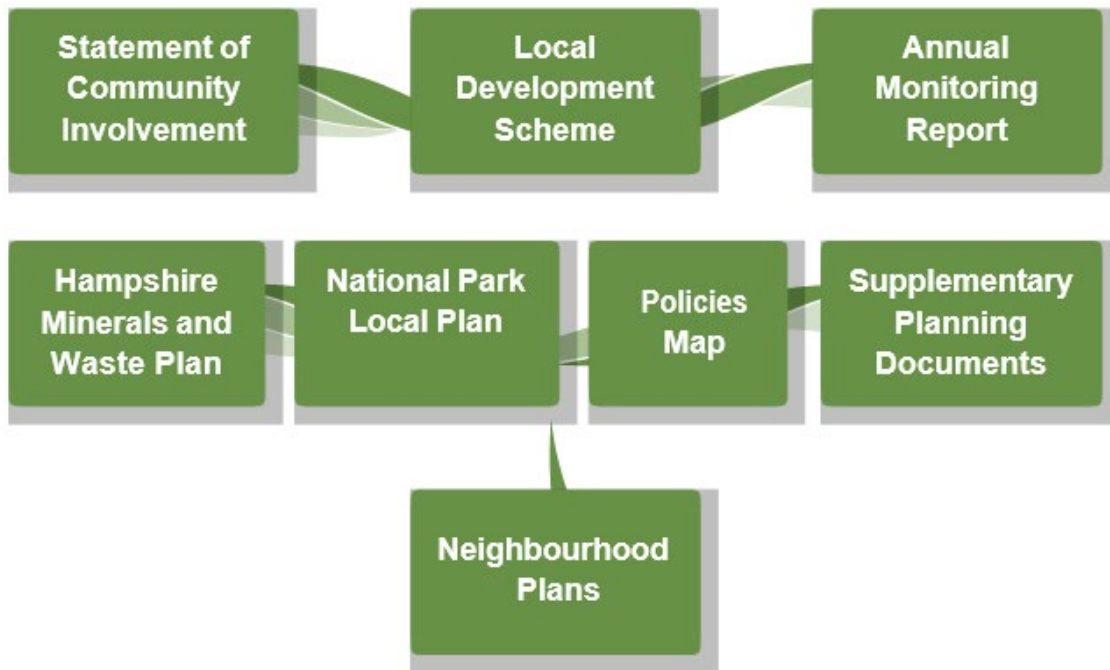 Statement of
Community
Involvement
Local
Development
Scheme
Annual
Monitoring
Report
Hampshire
Minerals and
Waste Plan
National Park
Local Plan
Policies
Map
Supplementary
Planning
Documents
Neighbourhood
Plans